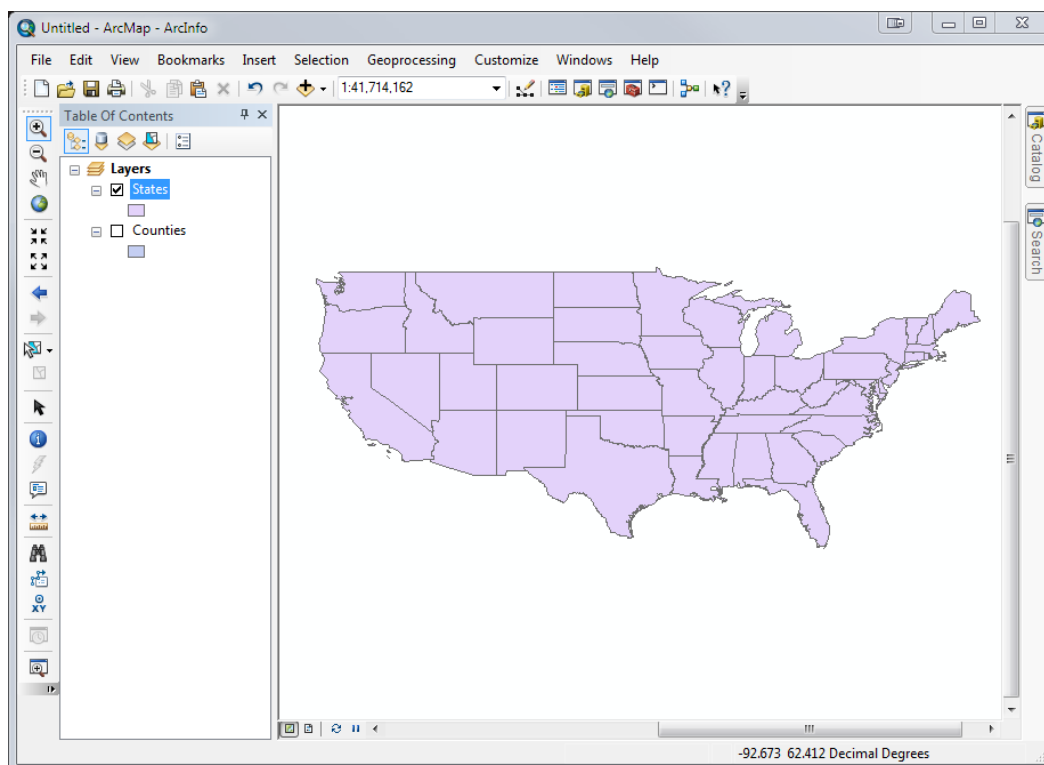 Untitled - ArcMap - ArcInfo
File Edit View Bookmarks Insert Selection Geoprocessing Customize Windows Help
1:41,714,162
Table Of Contents
Layers
States
Counties
XY
Catalog
Search
-92.673 62.412 Decimal Degrees